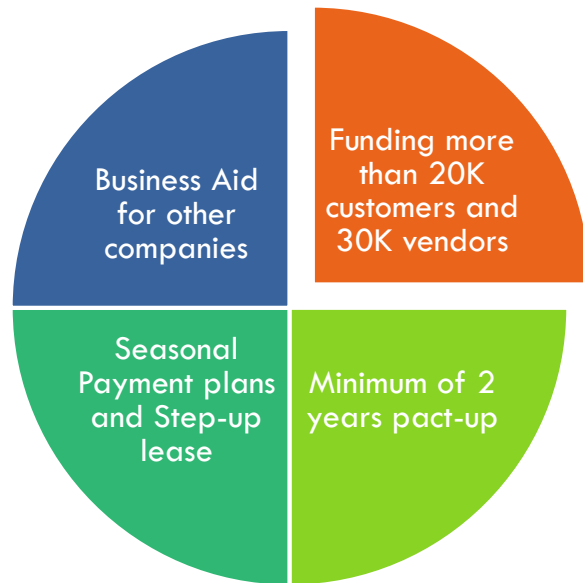 Business Aid
for other
companies
Funding more
than 20K
customers and
30K vendors
Seasonal
Payment plans
and Step-up
lease
Minimum of 2
years pact-up